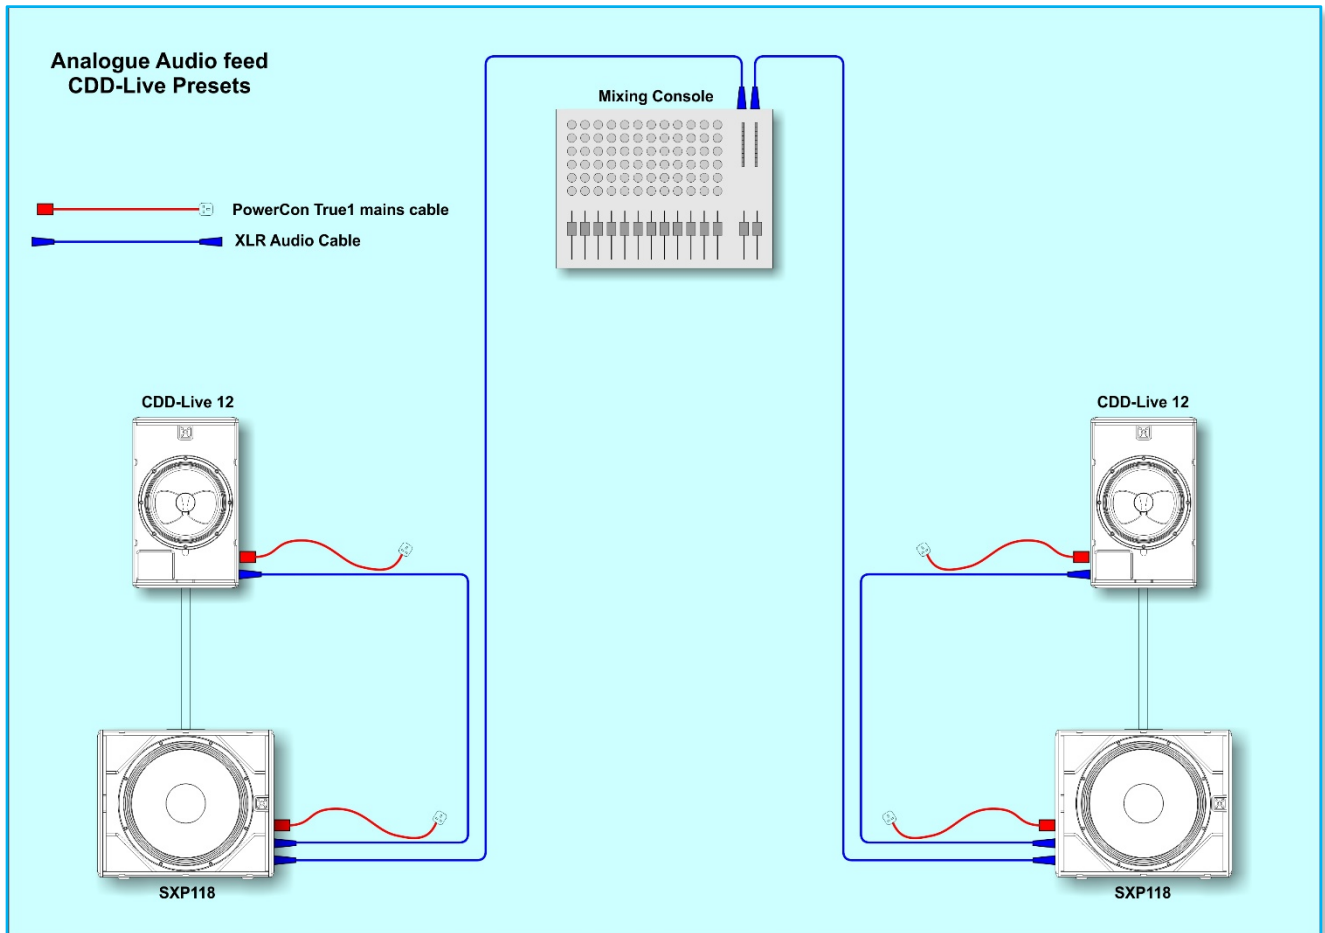 Analogue Audio feed
CDD-Live Presets
Mixing Console
PowerCon True1 mains cable
XLR Audio Cable
CDD-Live 12
CDD-Live 12
SXP118
SXP118